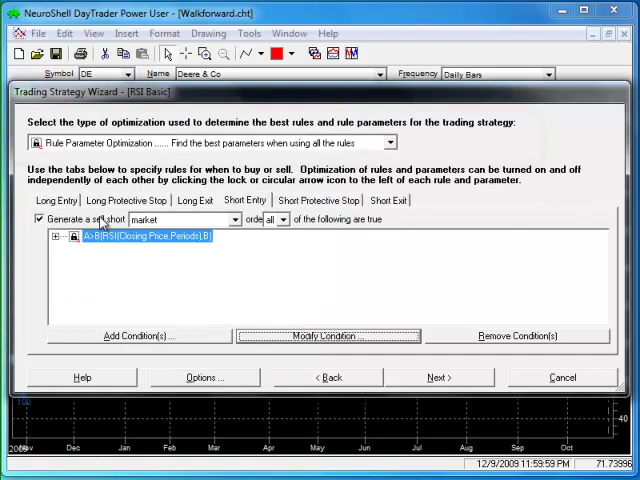 NeuroShell DayTrader Power User - [Walkforward.cht]
File Edit View Insert Format Drawing Tools Window Help
Symbol DE Name Deere & Co Frequency Daily Bars
Trading Strategy Wizard - [RSI Basic]
Select the type of optimization used to determine the best rules and rule parameters for the trading strategy:
Rule Parameter Optimization ...... Find the best parameters when using all the rules
Use the tabs below to specify rules for when to buy or sell. Optimization of rules and parameters can be turned on and off
independently of each other by clicking the lock or circular arrow icon to the left of each rule and parameter.
Long Entry Long Protective Stop Long Exit Short Entry Short Protective Stop Short Exit
Generate a sell short market orde all of the following are true
A>B(RSI(Closing Price,Periods),B)
Add Condition(s) ... Modify Condition ... Remove Condition(s)
Help Options ... < Back Next > Cancel
100 40
2009 Nov Dec Jan Feb Mar Apr May Jun Jul Aug Sep Oct
12/9/2009 11:59:59 PM 71.73996